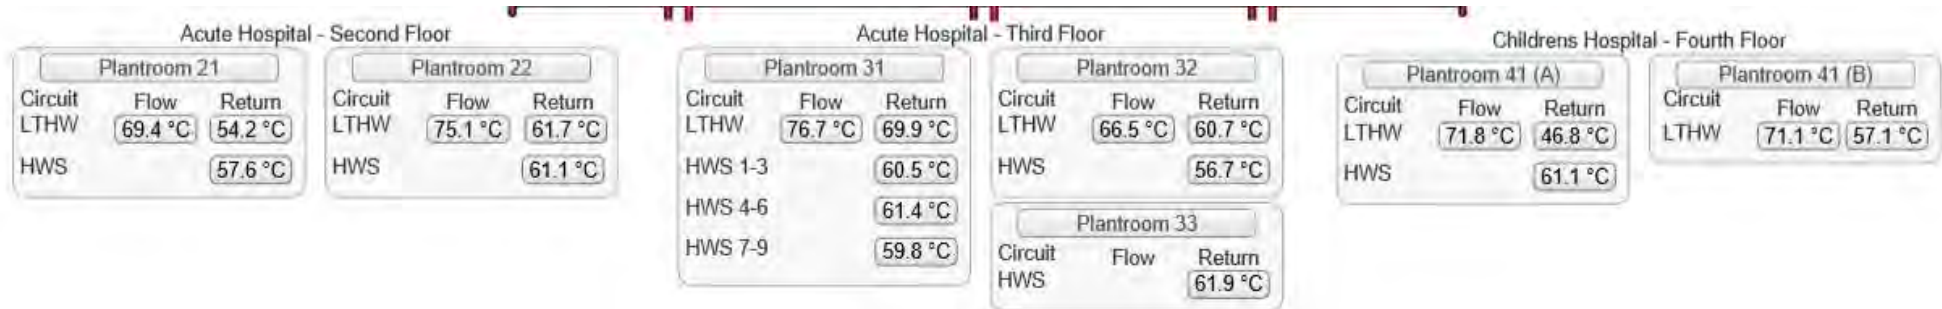 Acute Hospital - Second Floor
Plantroom 21
Circuit Flow Return
LTHW 69.4 °C 54.2 °C
HWS 57.6 °C
Plantroom 22
Circuit Flow Return
LTHW 75.1 °C 61.7 °C
HWS 61.1 °C
Acute Hospital - Third Floor
Plantroom 31
Circuit Flow Return
LTHW 76.7 °C 69.9 °C
HWS 1-3 60.5 °C
HWS 4-6 61.4 °C
HWS 7-9 59.8 °C
Plantroom 32
Circuit Flow Return
LTHW 66.5 °C 60.7 °C
HWS 56.7 °C
Plantroom 33
Circuit Flow Return
HWS 61.9 °C
Childrens Hospital - Fourth Floor
Plantroom 41 (A)
Circuit Flow Return
LTHW 71.8 °C 46.8 °C
HWS 61.1 °C
Plantroom 41 (B)
Circuit Flow Return
LTHW 71.1 °C 57.1 °C